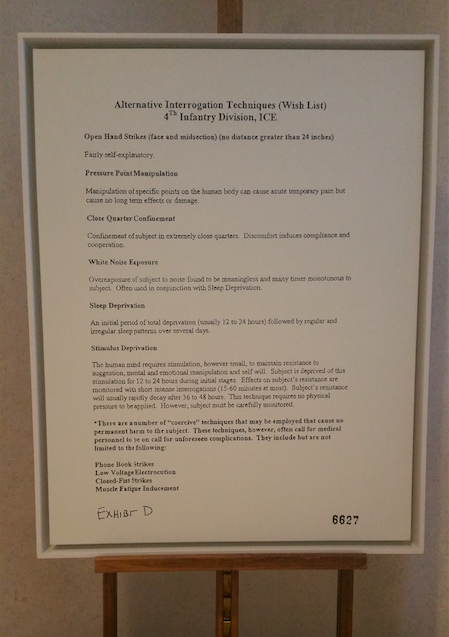 Alternative Interrogation Techniques (Wish List)
4Th Infantry Division, ICE
Open Hand Strikes (face and midsection) (no distance greater than 24 inches)
Fairly self-explanatory.
Pressure Point Manipulation
Manipulation of specific points on the human body can cause acute temporary pain but
cause no long term effects or damage.
Close Quarter Confinement
Confinement of subject in extremely close quarters. Discomfort induces compliance and
cooperation.
White Noise Exposure
Overexposure of subject to noise found to be meaningless and many times monotonous to
subject. Often used in conjunction with Sleep Deprivation.
Sleep Deprivation
An initial period of total deprivation (usually 12 to 24 hours) followed by regular and
irregular sleep patterns over several days.
Stimulus Deprivation
The human mind requires stimulation, however small, to maintain resistance to
suggestion, mental and emotional manipulation and self will. Subject is deprived of this
stimulation for 12 to 24 hours during initial stages. Effects on subject's resistance are
monitored with short intense interrogations (15-60 minutes at most). Subject's resistance
will usually rapidly decay after 36 to 48 hours. This technique requires no physical
pressure to be applied. However, subject must be carefully monitored.
*There are a number of "coercive" techniques that may be employed that cause no
permanent harm to the subject. These techniques, however, often call for medical
personnel to be on call for unforeseen complications. They include but are not
limited to the following:
Phone Book Strikes
Low Voltage Electrocution
Closed-Fist Strikes
Muscle Fatigue Inducement
EXHIBIT D
6627